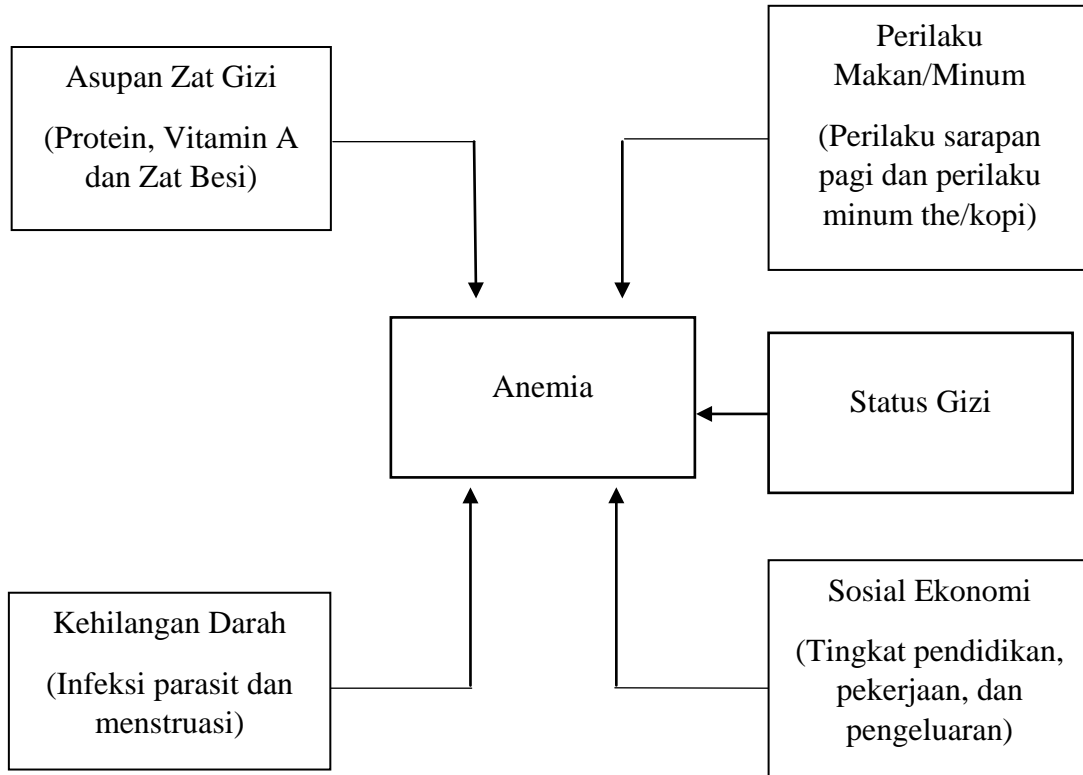 Asupan Zat Gizi
(Protein, Vitamin A
dan Zat Besi)
Perilaku
Makan/Minum
(Perilaku sarapan
pagi dan perilaku
minum the/kopi)
Anemia
Status Gizi
Kehilangan Darah
(Infeksi parasit dan
menstruasi)
Sosial Ekonomi
(Tingkat pendidikan,
pekerjaan, dan
pengeluaran)